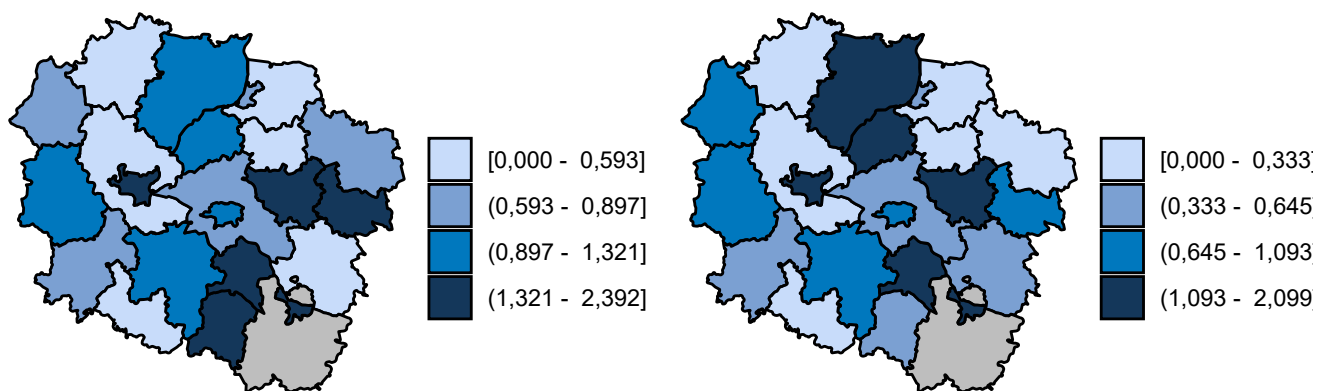 [0,000 - 0,593]
(0,593 - 0,897]
(0,897 - 1,321]
(1,321 - 2,392]
[0,000 - 0,333]
(0,333 - 0,645]
(0,645 - 1,093]
(1,093 - 2,099]